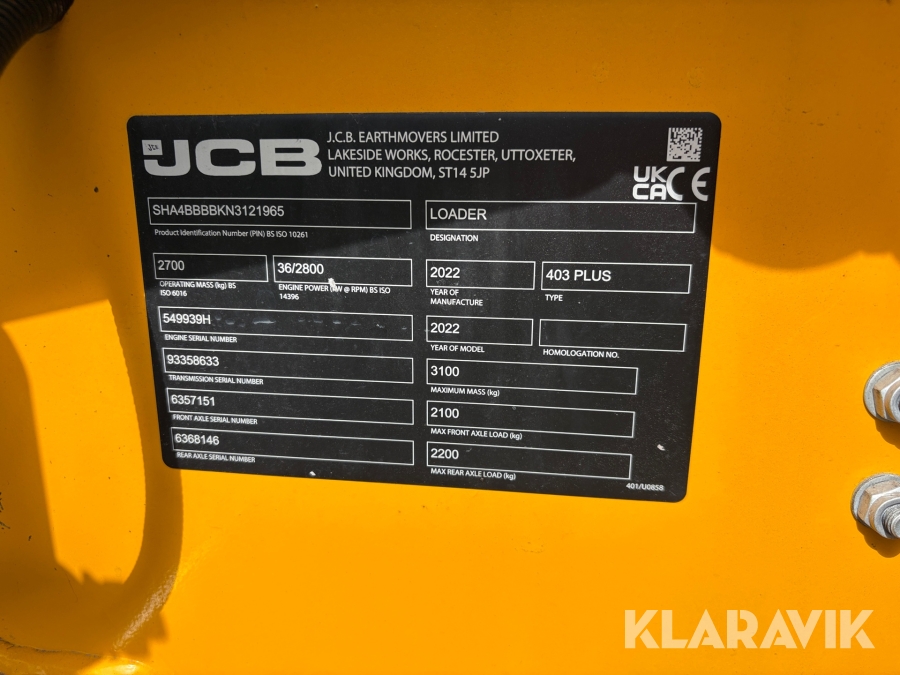 JCB
JCB
J.C.B. EARTHMOVERS LIMITED
LAKESIDE WORKS, ROCESTER, UTTOXETER,
UNITED KINGDOM, ST14 5JP
UK
CA CE
SHA4BBBBKN3121965
Product Identification Number (PIN) BS ISO 10261
LOADER
DESIGNATION
2700
OPERATING MASS (kg) BS
ISO 6016
36/2800
ENGINE POWER (kW @ RPM) BS ISO
14396
2022
YEAR OF
MANUFACTURE
403 PLUS
TYPE
549939H
ENGINE SERIAL NUMBER
2022
YEAR OF MODEL
HOMOLOGATION NO.
93358633
TRANSMISSION SERIAL NUMBER
3100
MAXIMUM MASS (kg)
6357151
FRONT AXLE SERIAL NUMBER
2100
MAX FRONT AXLE LOAD (kg)
6368146
REAR AXLE SERIAL NUMBER
2200
MAX REAR AXLE LOAD (kg)
401/U0858
KLARAVIK